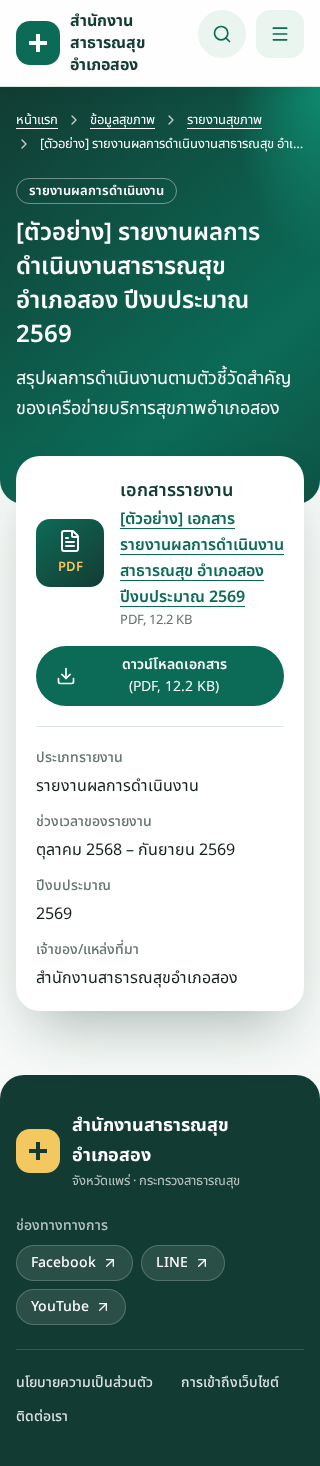 สำนักงาน
สาธารณสุข
อำเภอสอง
หน้าแรก
ข้อมูลสุขภาพ
รายงานสุขภาพ
[ตัวอย่าง] รายงานผลการดำเนินงานสาธารณสุข อำเ...
รายงานผลการดำเนินงาน
[ตัวอย่าง] รายงานผลการ
ดำเนินงานสาธารณสุข
อำเภอสอง ปีงบประมาณ
2569
สรุปผลการดำเนินงานตามตัวชี้วัดสำคัญ
ของเครือข่ายบริการสุขภาพอำเภอสอง
เอกสารรายงาน
[ตัวอย่าง] เอกสาร
รายงานผลการดำเนินงาน
สาธารณสุข อำเภอสอง
ปีงบประมาณ 2569
PDF
PDF, 12.2 KB
ดาวน์โหลดเอกสาร
(PDF, 12.2 KB)
ประเภทรายงาน
รายงานผลการดำเนินงาน
ช่วงเวลาของรายงาน
ตุลาคม 2568 – กันยายน 2569
ปีงบประมาณ
2569
เจ้าของ/แหล่งที่มา
สำนักงานสาธารณสุขอำเภอสอง
สำนักงานสาธารณสุข
อำเภอสอง
จังหวัดแพร่ · กระทรวงสาธารณสุข
ช่องทางทางการ
Facebook
LINE
YouTube
นโยบายความเป็นส่วนตัว
การเข้าถึงเว็บไซต์
ติดต่อเรา